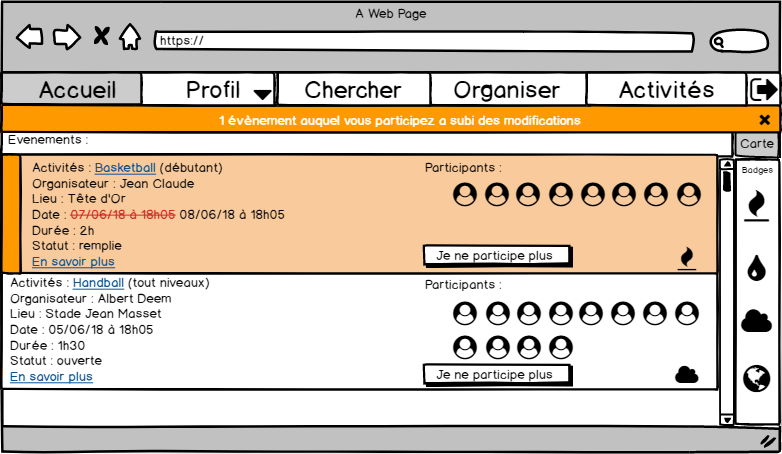 A Web Page
https://
Accueil Profil Chercher Organiser Activités
1 évènement auquel vous participez a subi des modifications
Evenements :
Carte
Badges
Activités : Basketball (débutant)
Organisateur : Jean Claude
Lieu : Tête d'Or
Date : 07/06/18 à 18h05 08/06/18 à 18h05
Durée : 2h
Statut : remplie
En savoir plus
Participants :
Je ne participe plus
Activités : Handball (tout niveaux)
Organisateur : Albert Deem
Lieu : Stade Jean Masset
Date : 05/06/18 à 18h05
Durée : 1h30
Statut : ouverte
En savoir plus
Participants :
Je ne participe plus